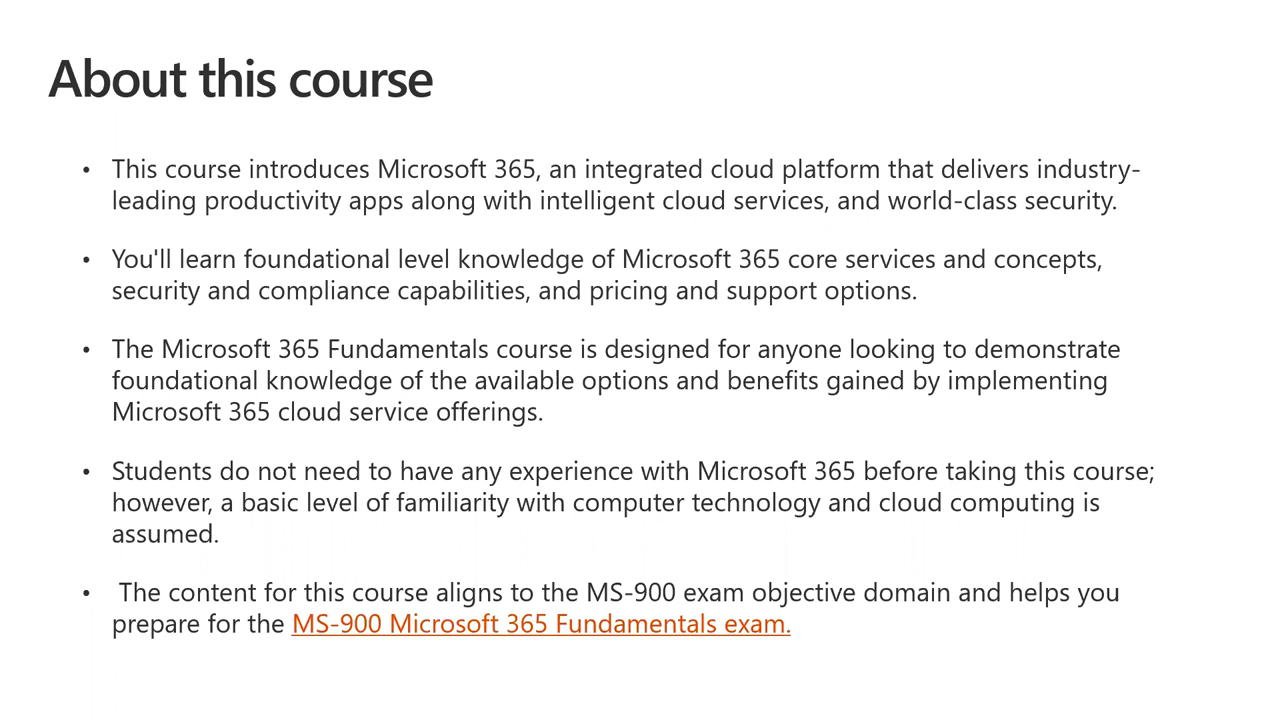 About this course
• This course introduces Microsoft 365, an integrated cloud platform that delivers industry-
leading productivity apps along with intelligent cloud services, and world-class security.
• You'll learn foundational level knowledge of Microsoft 365 core services and concepts,
security and compliance capabilities, and pricing and support options.
• The Microsoft 365 Fundamentals course is designed for anyone looking to demonstrate
foundational knowledge of the available options and benefits gained by implementing
Microsoft 365 cloud service offerings.
• Students do not need to have any experience with Microsoft 365 before taking this course;
however, a basic level of familiarity with computer technology and cloud computing is
assumed.
• The content for this course aligns to the MS-900 exam objective domain and helps you
prepare for the MS-900 Microsoft 365 Fundamentals exam.